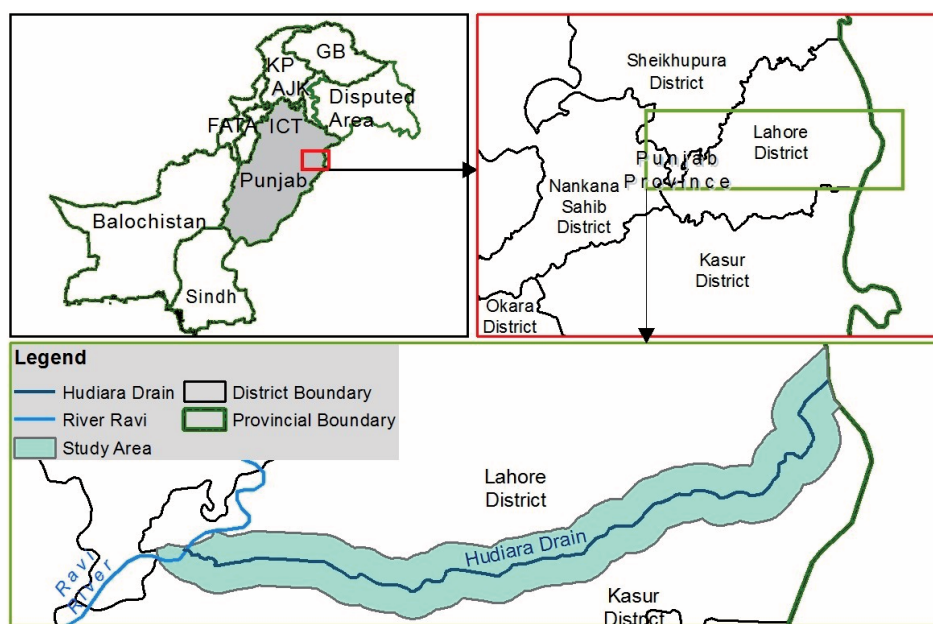 GB
KP
AJK
Disputed
Area
FATA
ICT
Punjab
Balochistan
Sindh
Sheikhupura
District
Lahore
District
Punjab
Province
Nankana
Sahib
District
Kasur
District
Okara
District
Legend
Hudiara Drain
District Boundary
River Ravi
Provincial Boundary
Study Area
Lahore
District
Hudiara Drain
Ravi
River
Kasur
District